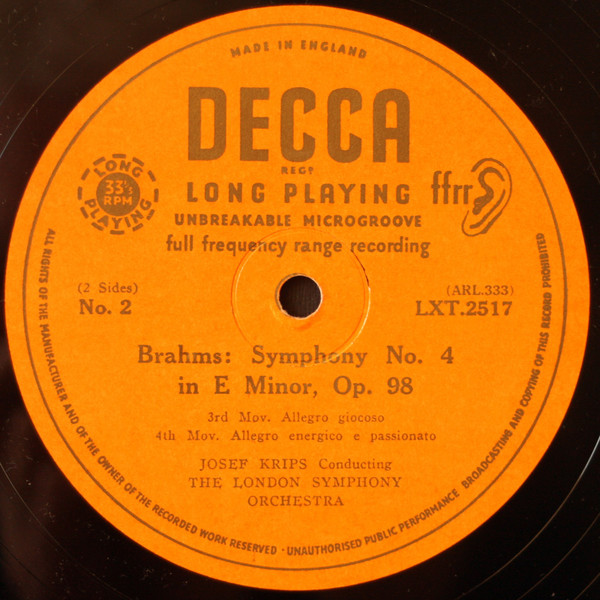 MADE IN ENGLAND
DECCA
REGD
LONG PLAYING
33⅓ RPM
LONG PLAYING
ffrr
UNBREAKABLE MICROGROOVE
full frequency range recording
(2 Sides)
No. 2
(ARL.333)
LXT.2517
Brahms: Symphony No. 4
in E Minor, Op. 98
3rd Mov. Allegro giocoso
4th Mov. Allegro energico e passionato
JOSEF KRIPS Conducting
THE LONDON SYMPHONY
ORCHESTRA
ALL RIGHTS OF THE MANUFACTURER AND OF THE OWNER OF THE RECORDED WORK RESERVED · UNAUTHORISED PUBLIC PERFORMANCE BROADCASTING AND COPYING OF THIS RECORD PROHIBITED